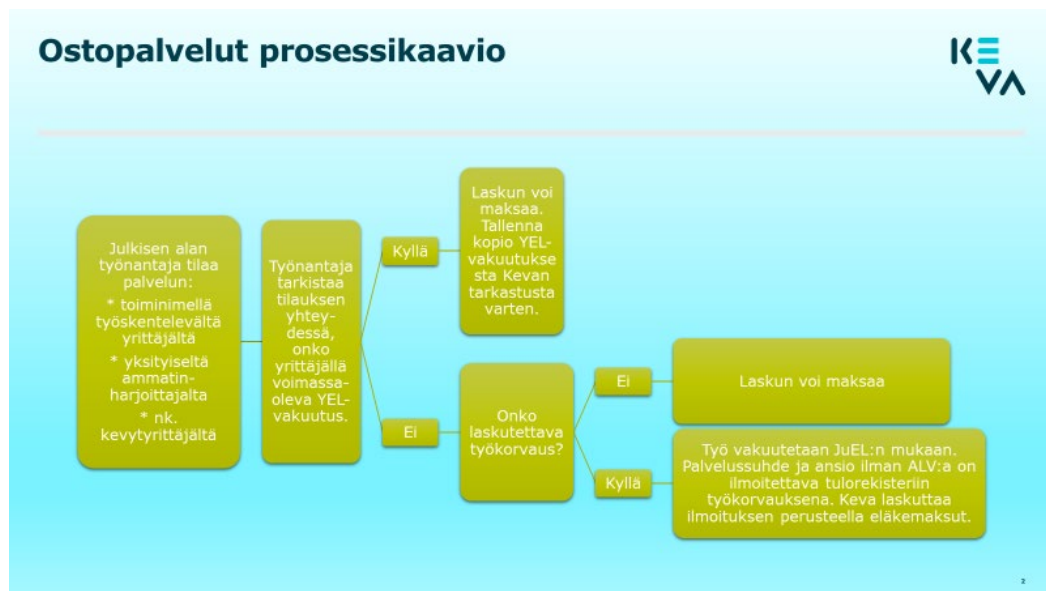 Ostopalvelut prosessikaavio
KEVA
Julkisen alan
työnantaja tilaa
palvelun:
* toiminimellä
työskentelevältä
yrittäjältä
* yksityiseltä
ammatin-
harjoittajalta
* nk.
kevytyrittäjältä
Työnantaja
tarkistaa
tilauksen
yhtey-
dessä,
onko
yrittäjällä
voimassa-
oleva YEL-
vakuutus.
Kyllä
Laskun voi
maksaa.
Tallenna
kopio YEL-
vakuutukse
sta Kevan
tarkastusta
varten.
Ei
Onko
laskutettava
työkorvaus?
Ei
Laskun voi maksaa
Kyllä
Työ vakuutetaan JuEL:n mukaan.
Palvelussuhde ja ansio ilman ALV:a on
ilmoitettava tulorekisteriin
työkorvauksena. Keva laskuttaa
ilmoituksen perusteella eläkemaksut.
2